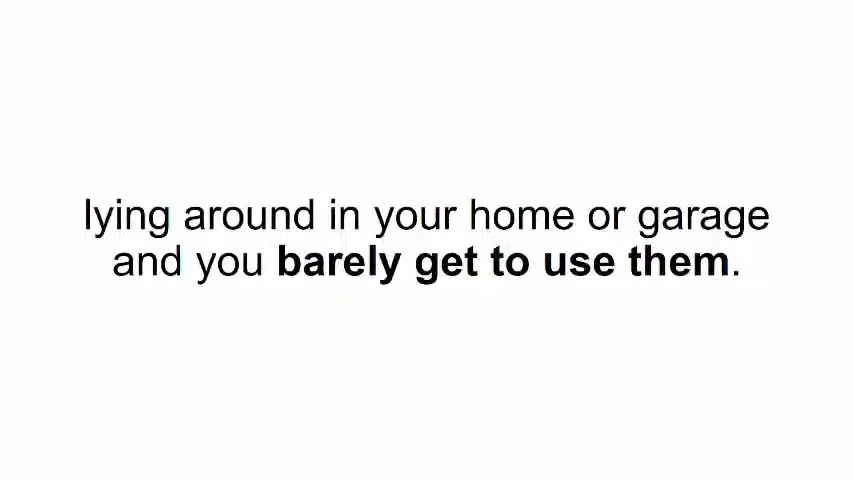 lying around in your home or garage
and you barely get to use them.